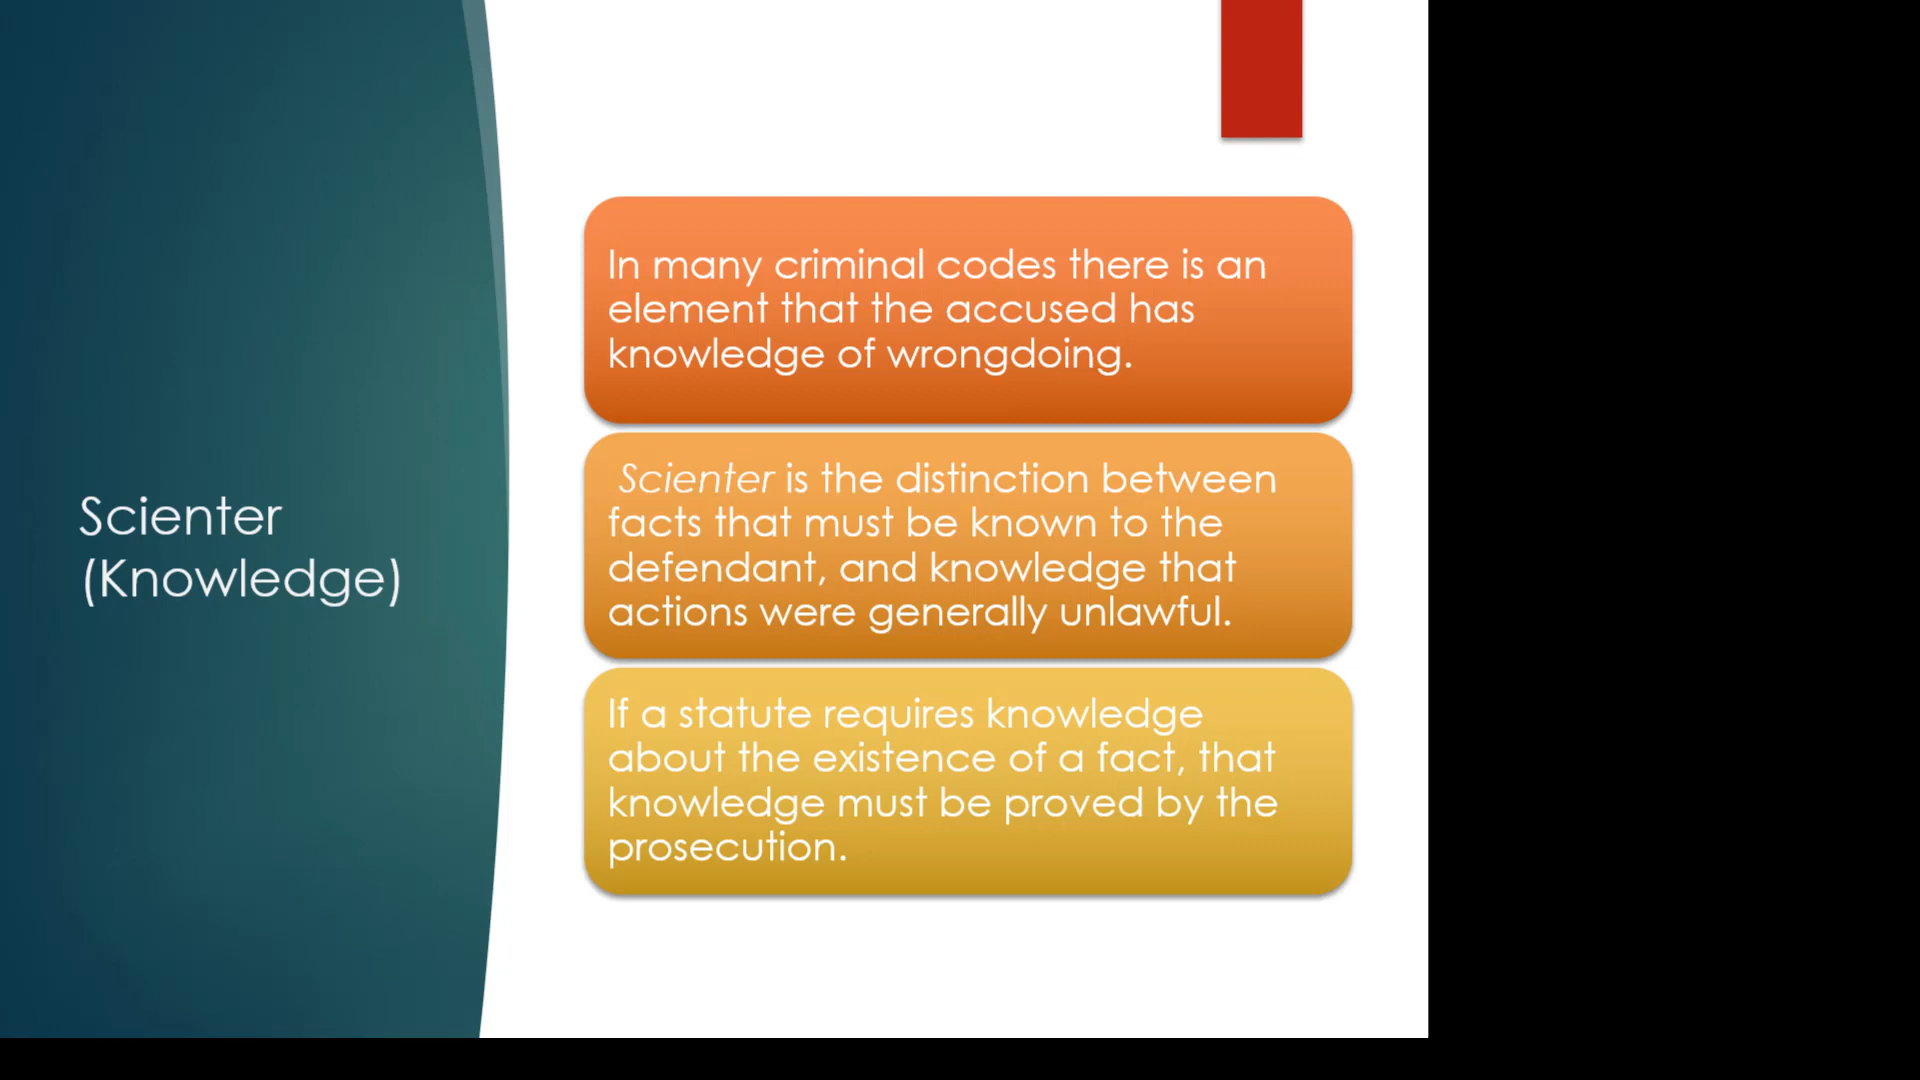 Scienter
(Knowledge)
In many criminal codes there is an
element that the accused has
knowledge of wrongdoing.
Scienter is the distinction between
facts that must be known to the
defendant, and knowledge that
actions were generally unlawful.
If a statute requires knowledge
about the existence of a fact, that
knowledge must be proved by the
prosecution.